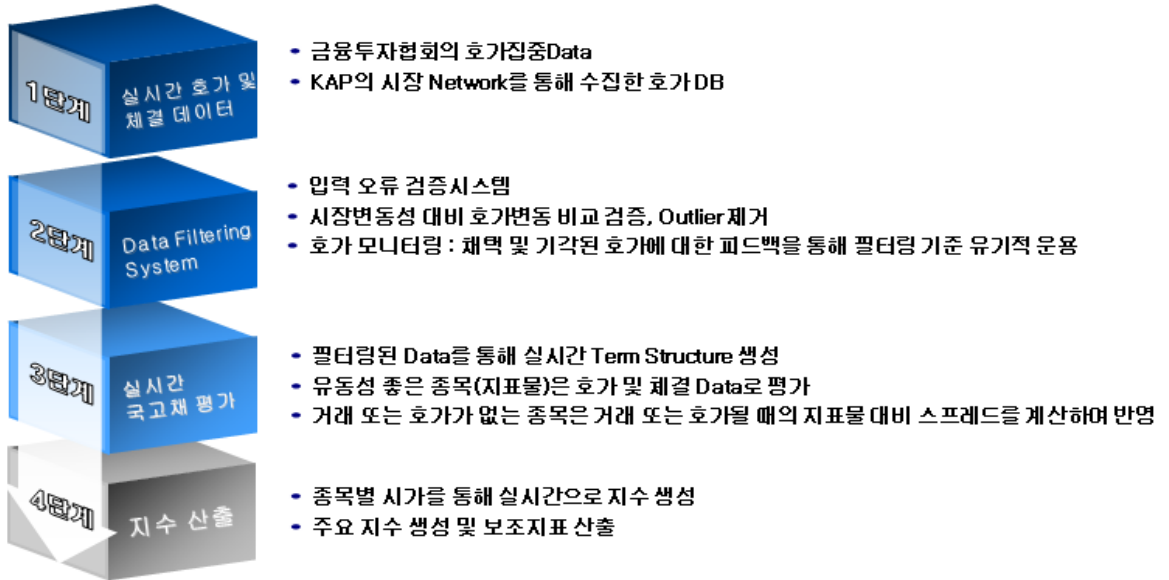 1단계
실시간 호가 및
체결 데이터
• 금융투자협회의 호가집중Data
• KAP의 시장 Network를 통해 수집한 호가 DB
2단계
Data Filtering
System
• 입력 오류 검증시스템
• 시장변동성 대비 호가변동 비교 검증, Outlier 제거
• 호가 모니터링 : 채택 및 기각된 호가에 대한 피드백을 통해 필터링 기준 유기적 운용
3단계
실시간
국고채 평가
• 필터링된 Data를 통해 실시간 Term Structure 생성
• 유동성 좋은 종목(지표물)은 호가 및 체결 Data로 평가
• 거래 또는 호가가 없는 종목은 거래 또는 호가될 때의 지표물 대비 스프레드를 계산하여 반영
4단계
지수 산출
• 종목별 시가를 통해 실시간으로 지수 생성
• 주요 지수 생성 및 보조지표 산출